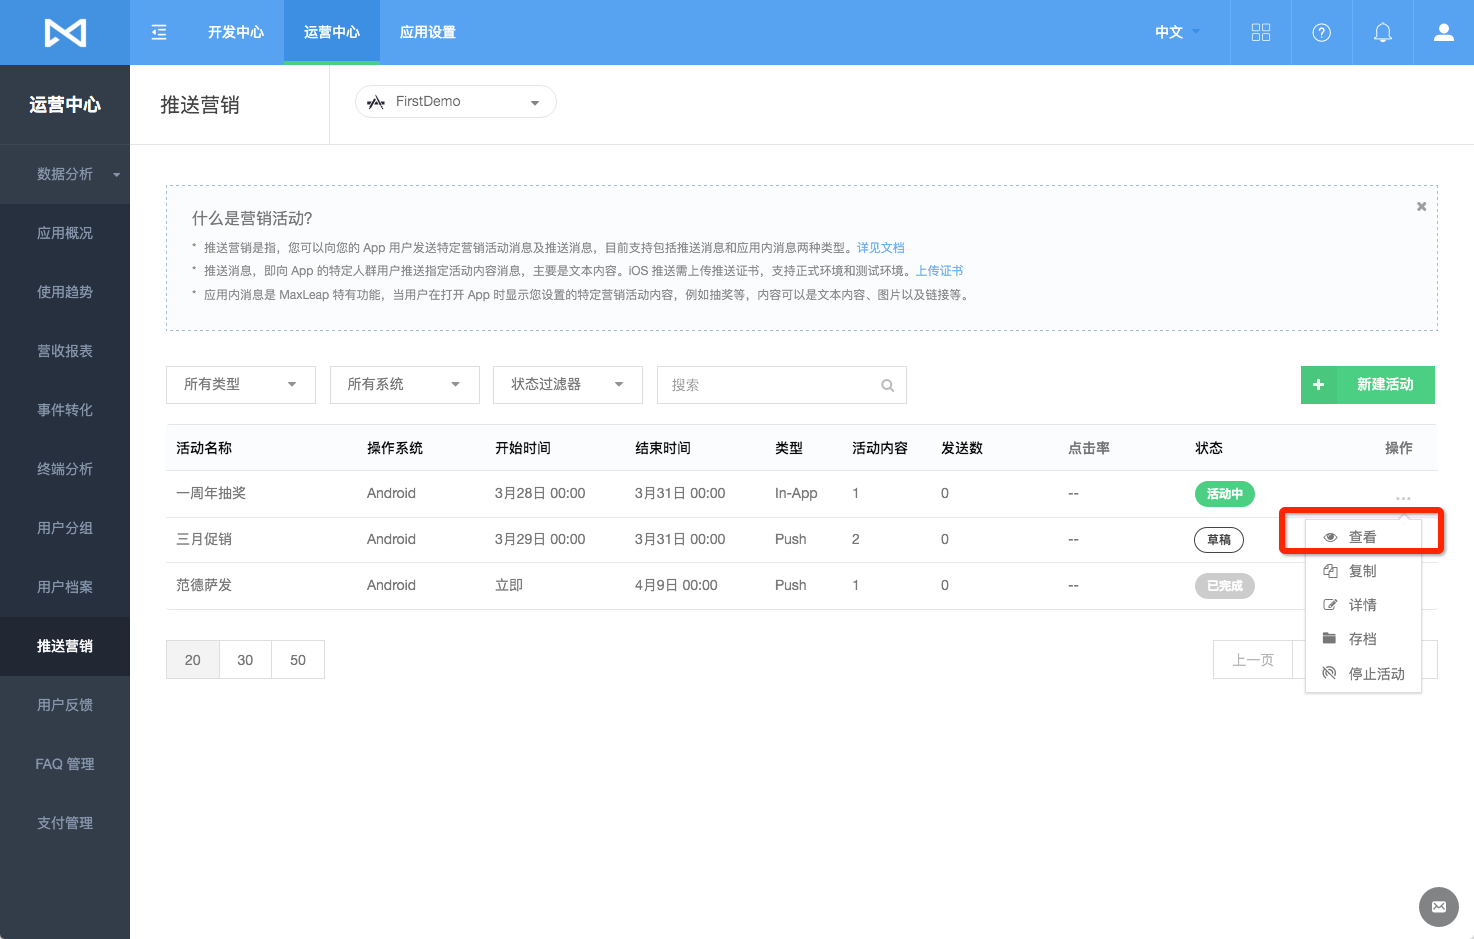 开发中心 运营中心 应用设置 中文
运营中心
推送营销 FirstDemo
数据分析
应用概况
使用趋势
营收报表
事件转化
终端分析
用户分组
用户档案
推送营销
用户反馈
FAQ 管理
支付管理
什么是营销活动?
* 推送营销是指，您可以向您的 App 用户发送特定营销活动消息及推送消息，目前支持包括推送消息和应用内消息两种类型。详见文档
* 推送消息，即向 App 的特定人群用户推送指定活动内容消息，主要是文本内容。iOS 推送需上传推送证书，支持正式环境和测试环境。上传证书
* 应用内消息是 MaxLeap 特有功能，当用户在打开 App 时显示您设置的特定营销活动内容，例如抽奖等，内容可以是文本内容、图片以及链接等。
所有类型 所有系统 状态过滤器 搜索 + 新建活动
活动名称 操作系统 开始时间 结束时间 类型 活动内容 发送数 点击率 状态 操作
一周年抽奖 Android 3月28日 00:00 3月31日 00:00 In-App 1 0 -- 活动中 ...
三月促销 Android 3月29日 00:00 3月31日 00:00 Push 2 0 -- 草稿
范德萨发 Android 立即 4月9日 00:00 Push 1 0 -- 已完成
查看
复制
详情
存档
停止活动
20 30 50 上一页